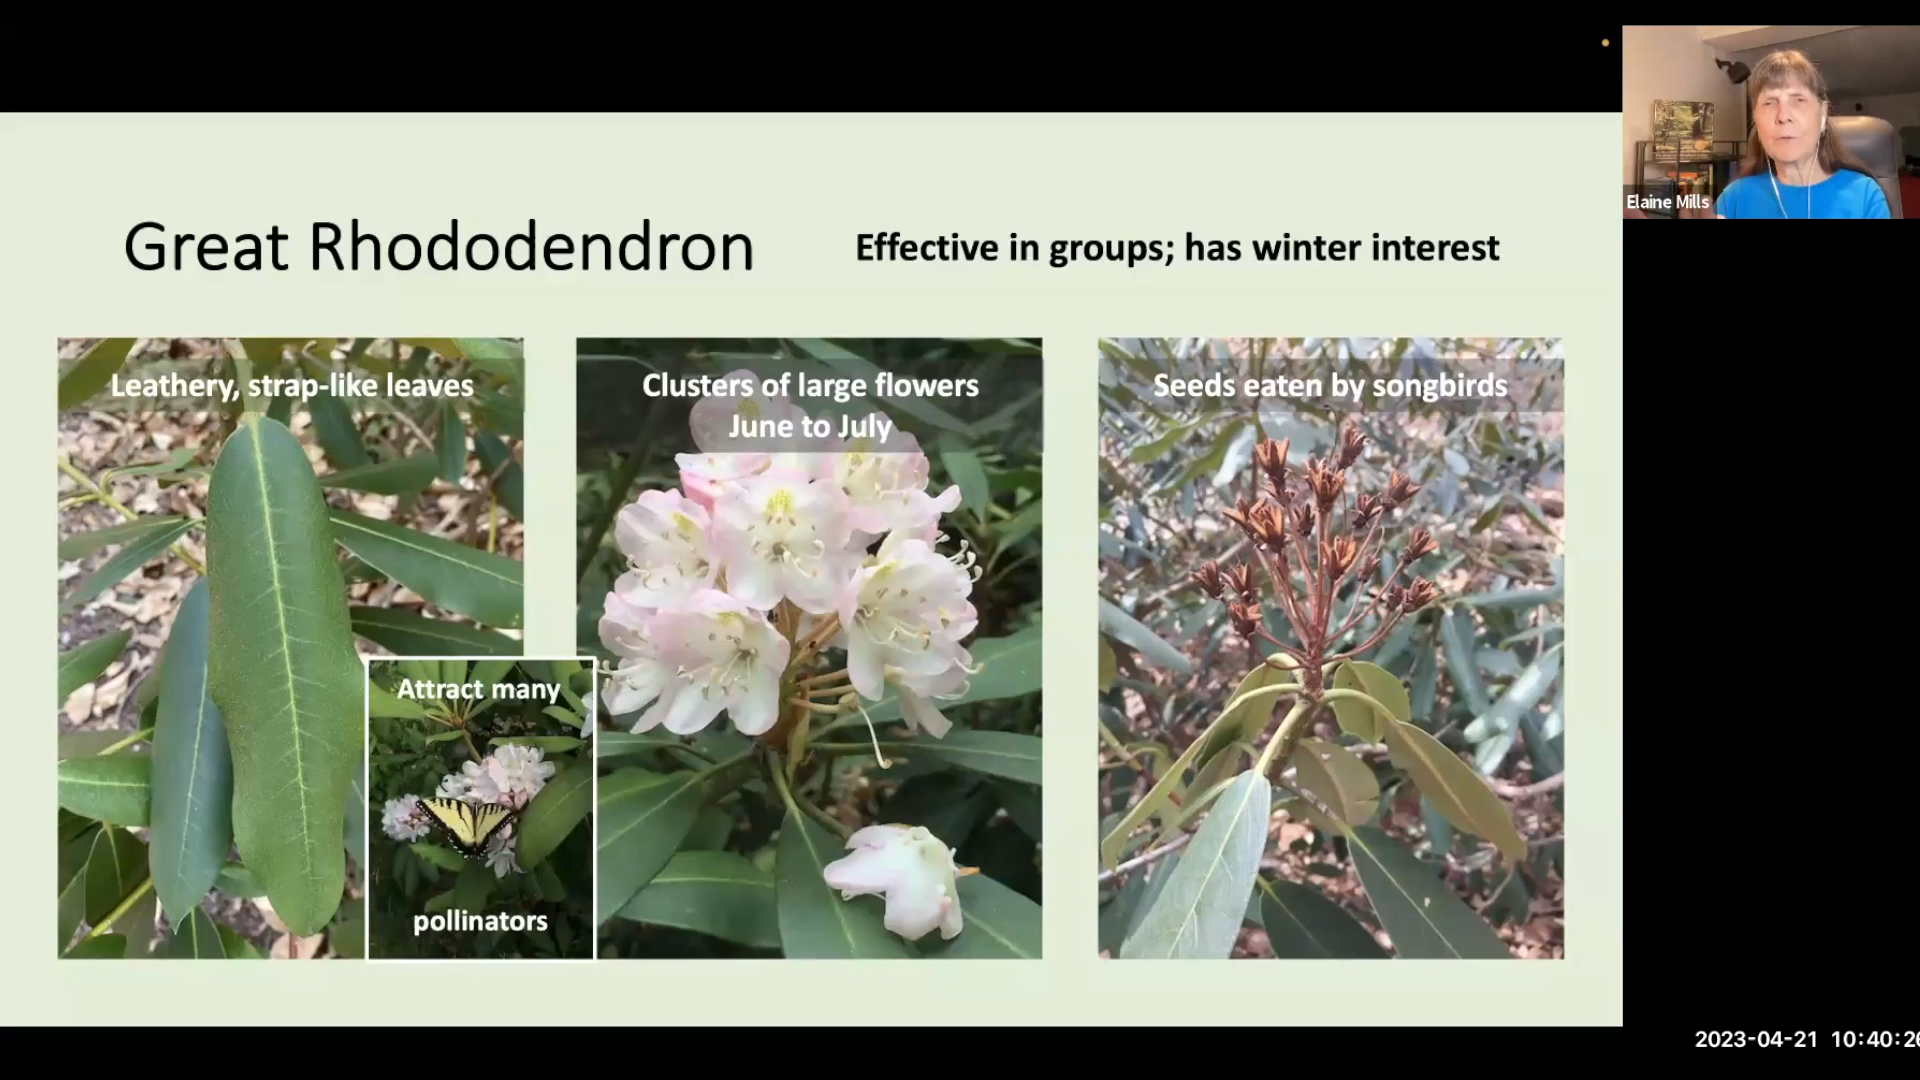 Great Rhododendron
Effective in groups; has winter interest
Leathery, strap-like leaves
Clusters of large flowers
June to July
Seeds eaten by songbirds
Attract many
pollinators
Elaine Mills
2023-04-21 10:40:26